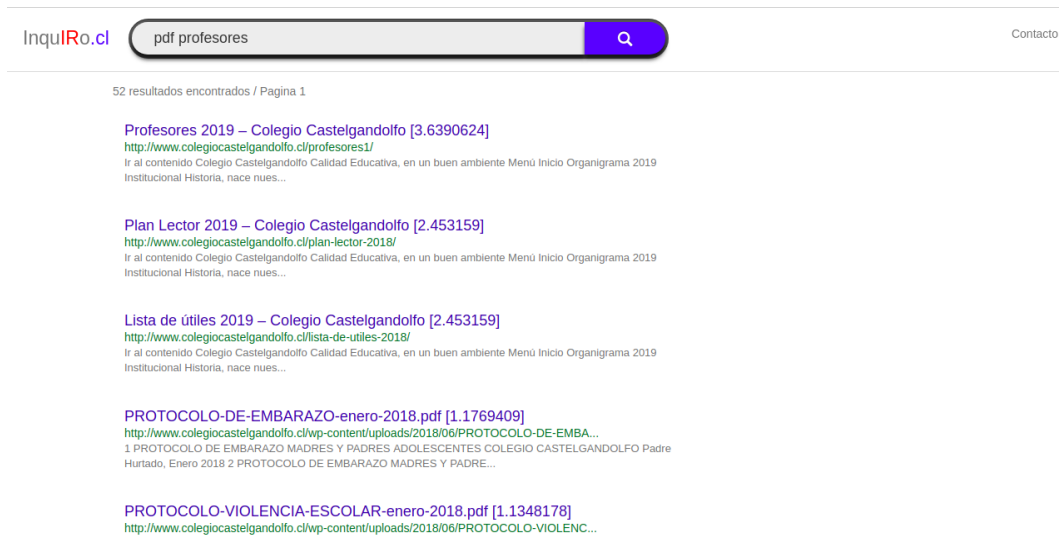 InquIRo.cl
pdf profesores
Contacto
52 resultados encontrados / Pagina 1
Profesores 2019 – Colegio Castelgandolfo [3.6390624]
http://www.colegiocastelgandolfo.cl/profesores1/
Ir al contenido Colegio Castelgandolfo Calidad Educativa, en un buen ambiente Menú Inicio Organigrama 2019
Institucional Historia, nace nues...
Plan Lector 2019 – Colegio Castelgandolfo [2.453159]
http://www.colegiocastelgandolfo.cl/plan-lector-2018/
Ir al contenido Colegio Castelgandolfo Calidad Educativa, en un buen ambiente Menú Inicio Organigrama 2019
Institucional Historia, nace nues...
Lista de útiles 2019 – Colegio Castelgandolfo [2.453159]
http://www.colegiocastelgandolfo.cl/lista-de-utiles-2018/
Ir al contenido Colegio Castelgandolfo Calidad Educativa, en un buen ambiente Menú Inicio Organigrama 2019
Institucional Historia, nace nues...
PROTOCOLO-DE-EMBARAZO-enero-2018.pdf [1.1769409]
http://www.colegiocastelgandolfo.cl/wp-content/uploads/2018/06/PROTOCOLO-DE-EMBA...
1 PROTOCOLO DE EMBARAZO MADRES Y PADRES ADOLESCENTES COLEGIO CASTELGANDOLFO Padre
Hurtado, Enero 2018 2 PROTOCOLO DE EMBARAZO MADRES Y PADRE...
PROTOCOLO-VIOLENCIA-ESCOLAR-enero-2018.pdf [1.1348178]
http://www.colegiocastelgandolfo.cl/wp-content/uploads/2018/06/PROTOCOLO-VIOLENC...